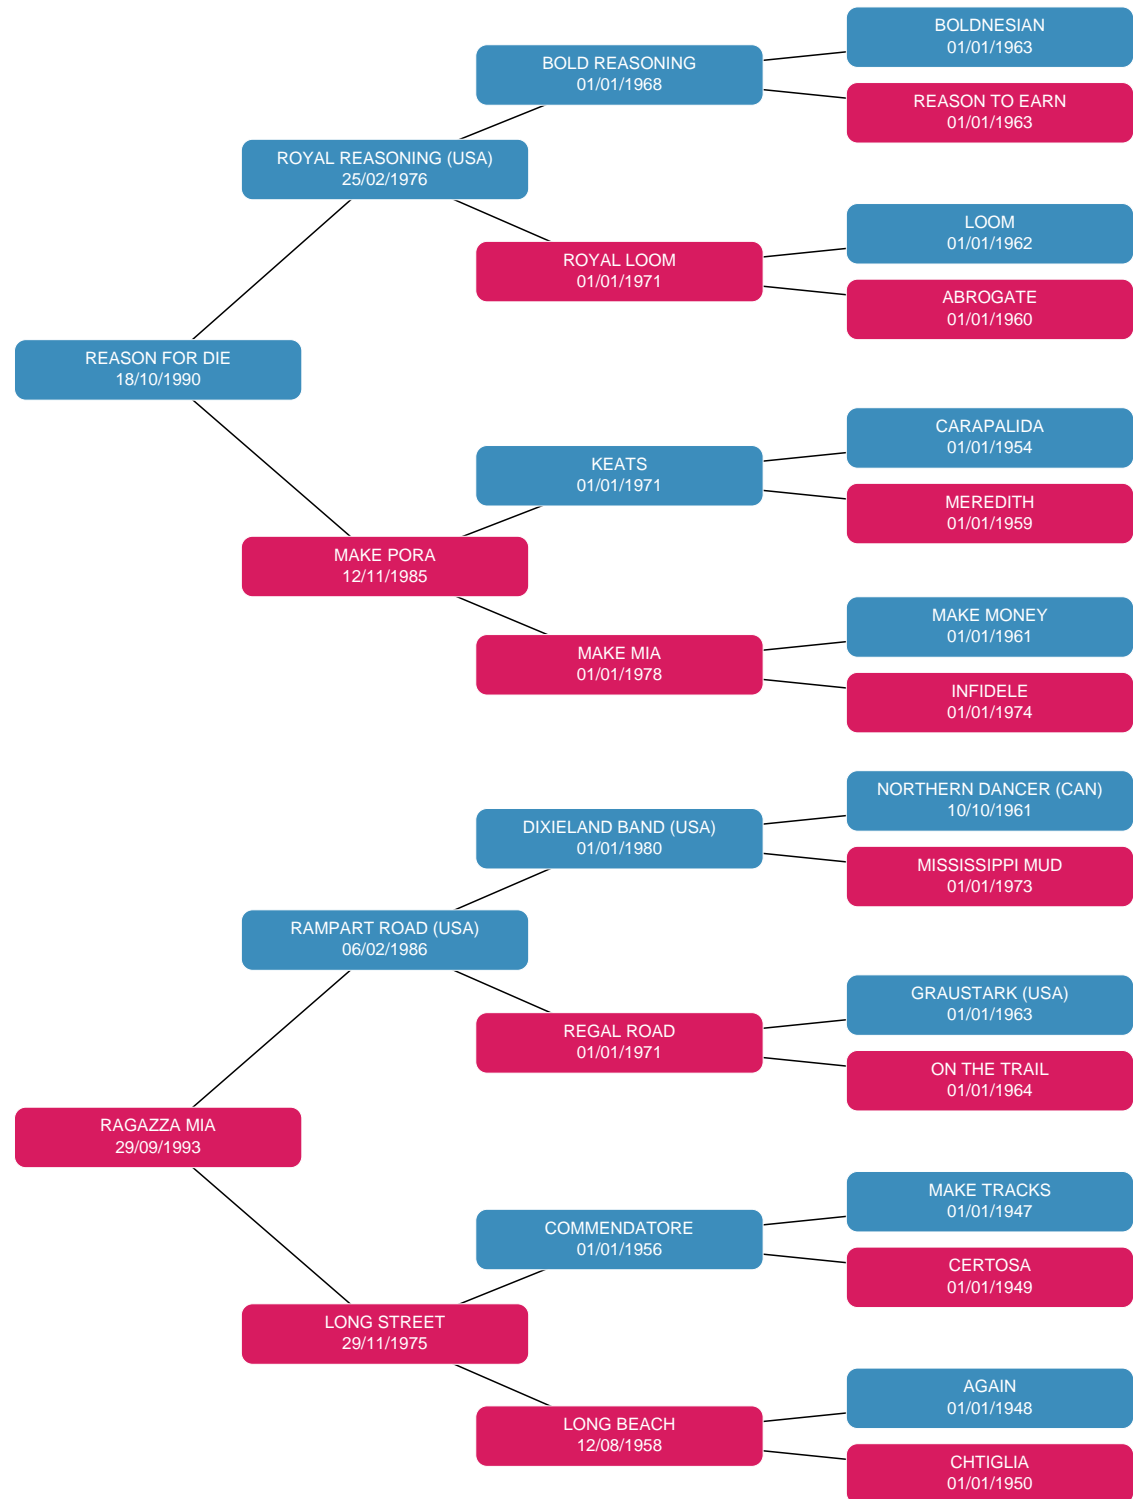 BOLDNESIAN
01/01/1963
BOLD REASONING
01/01/1968
REASON TO EARN
01/01/1963
ROYAL REASONING (USA)
25/02/1976
LOOM
01/01/1962
ROYAL LOOM
01/01/1971
ABROGATE
01/01/1960
REASON FOR DIE
18/10/1990
CARAPALIDA
01/01/1954
KEATS
01/01/1971
MEREDITH
01/01/1959
MAKE PORA
12/11/1985
MAKE MONEY
01/01/1961
MAKE MIA
01/01/1978
INFIDELE
01/01/1974
NORTHERN DANCER (CAN)
10/10/1961
DIXIELAND BAND (USA)
01/01/1980
MISSISSIPPI MUD
01/01/1973
RAMPART ROAD (USA)
06/02/1986
GRAUSTARK (USA)
01/01/1963
REGAL ROAD
01/01/1971
ON THE TRAIL
01/01/1964
RAGAZZA MIA
29/09/1993
MAKE TRACKS
01/01/1947
COMMENDATORE
01/01/1956
CERTOSA
01/01/1949
LONG STREET
29/11/1975
AGAIN
01/01/1948
LONG BEACH
12/08/1958
CHTIGLIA
01/01/1950